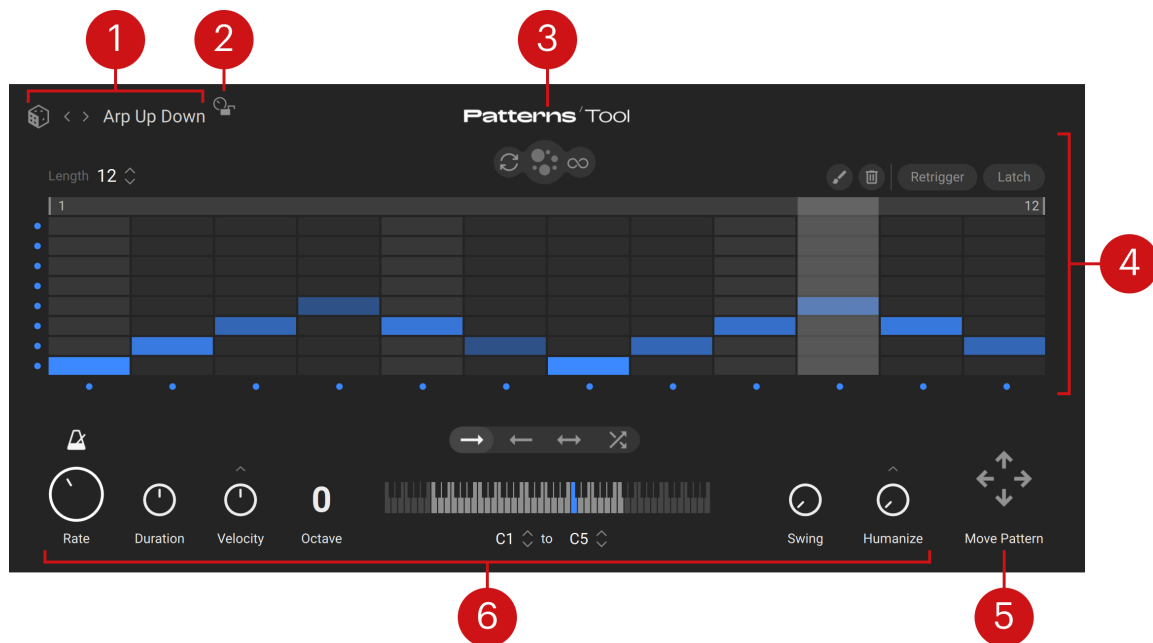 1 2 3
Arp Up Down Patterns/Tool
Length 12 Retrigger Latch
1 12
4
0
Rate Duration Velocity Octave C1 to C5 Swing Humanize Move Pattern
6 5